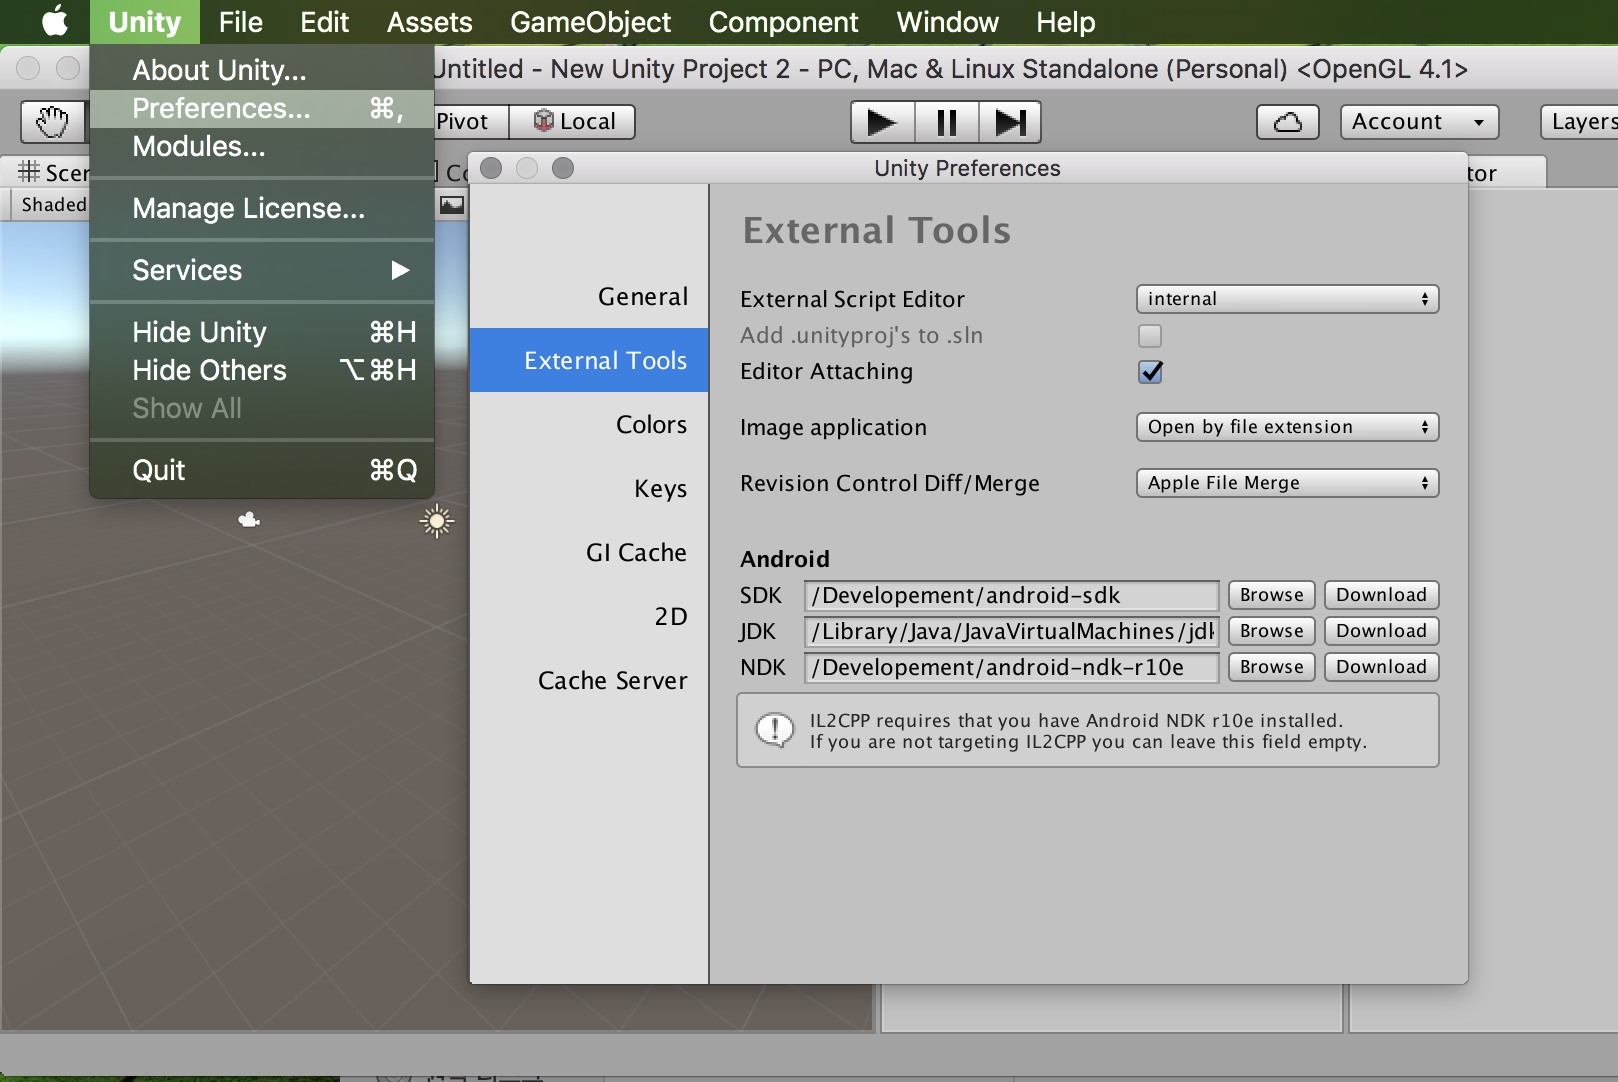 Unity File Edit Assets GameObject Component Window Help
About Unity...
Preferences... ⌘,
Modules...
Manage License...
Services ▶
Hide Unity ⌘H
Hide Others ⌥⌘H
Show All
Quit ⌘Q
Untitled - New Unity Project 2 - PC, Mac & Linux Standalone (Personal) <OpenGL 4.1>
Pivot Local Account Layers
Shaded
Unity Preferences
General
External Tools
Colors
Keys
GI Cache
2D
Cache Server
External Tools
External Script Editor internal
Add .unityproj's to .sln
Editor Attaching
Image application Open by file extension
Revision Control Diff/Merge Apple File Merge
Android
SDK /Developement/android-sdk Browse Download
JDK /Library/Java/JavaVirtualMachines/jdk Browse Download
NDK /Developement/android-ndk-r10e Browse Download
IL2CPP requires that you have Android NDK r10e installed.
If you are not targeting IL2CPP you can leave this field empty.